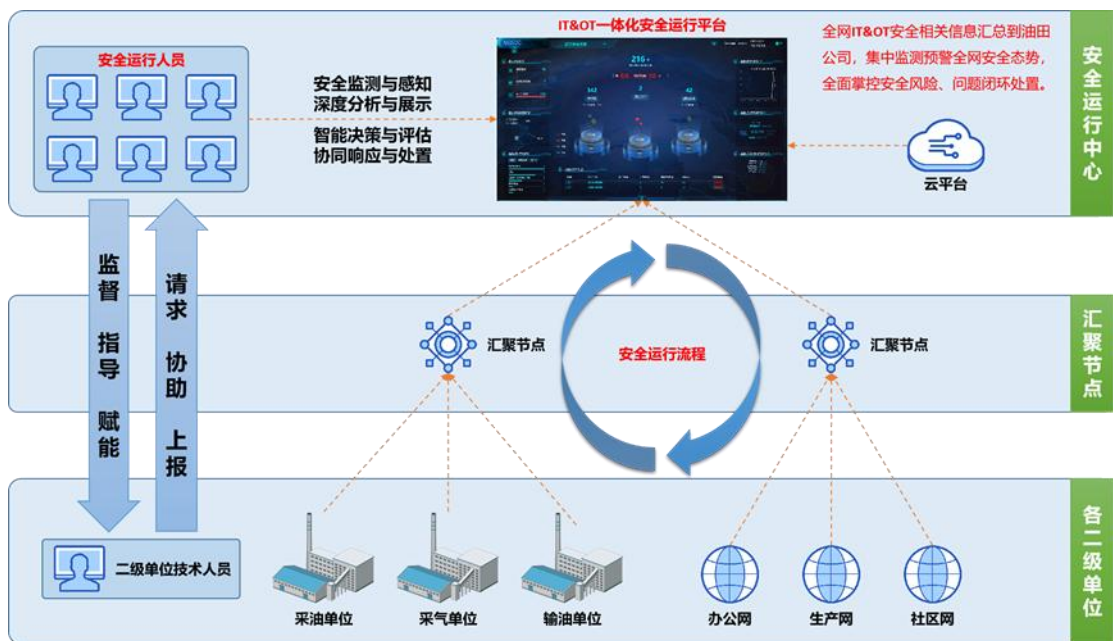 IT&OT一体化安全运行平台
安全运行人员
安全监测与感知
深度分析与展示
智能决策与评估
协同响应与处置
216
342
2
42
全网IT&OT安全相关信息汇总到油田
公司，集中监测预警全网安全态势，
全面掌控安全风险、问题闭环处置。
云平台
安全运行中心
监督 指导 赋能
请求 协助 上报
汇聚节点
安全运行流程
汇聚节点
汇聚节点
二级单位技术人员
采油单位
采气单位
输油单位
办公网
生产网
社区网
各二级单位